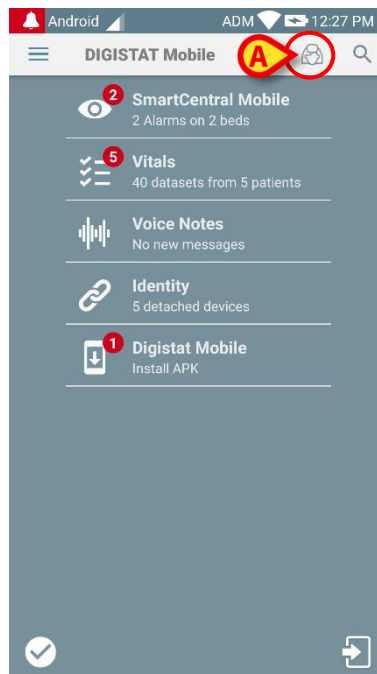 Android ADM 12:27 PM
DIGISTAT Mobile A
2 SmartCentral Mobile
2 Alarms on 2 beds
5 Vitals
40 datasets from 5 patients
Voice Notes
No new messages
Identity
5 detached devices
1 Digistat Mobile
Install APK